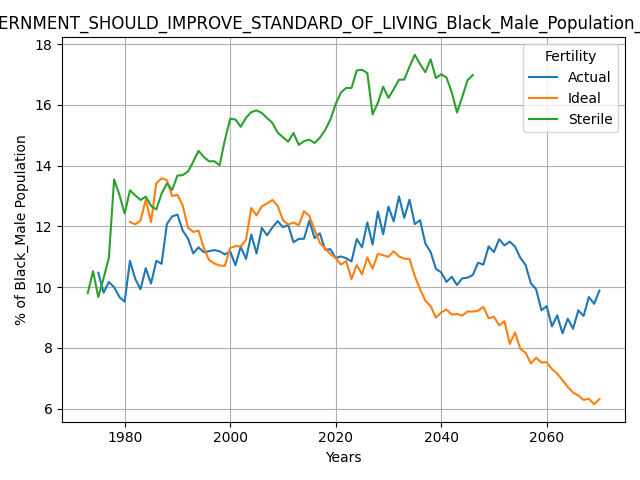 ERNMENT_SHOULD_IMPROVE_STANDARD_OF_LIVING_Black_Male_Population_
% of Black_Male Population
18
16
14
12
10
8
6
1980
2000
2020
2040
2060
Years
Fertility
Actual
Ideal
Sterile